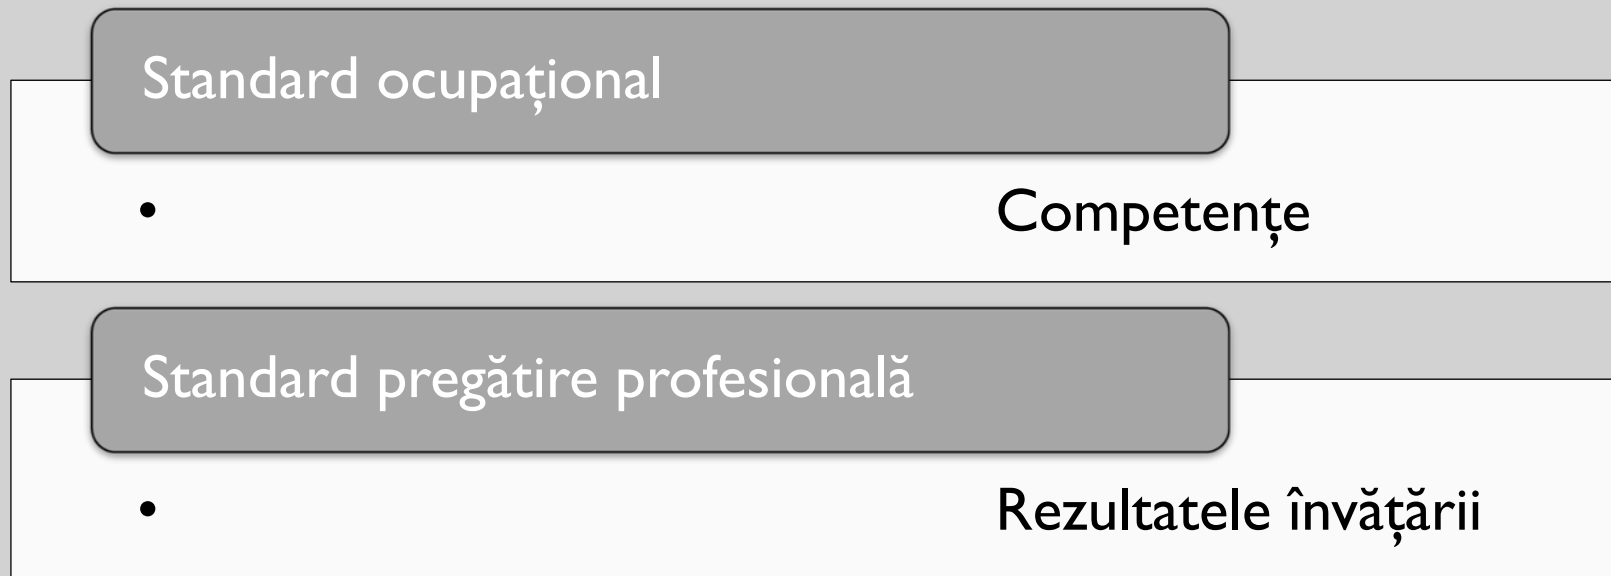 Standard ocupațional
• Competențe
Standard pregătire profesională
• Rezultatele învățării